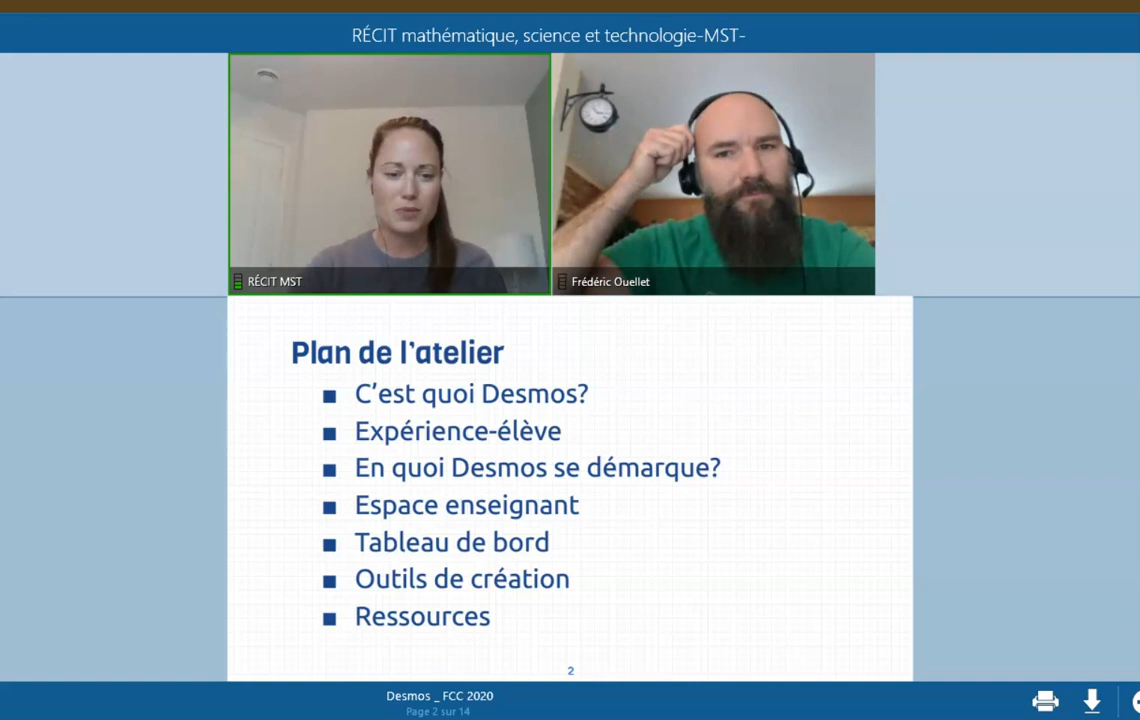 RÉCIT mathématique, science et technologie-MST-
RÉCIT MST
Frédéric Ouellet
Plan de l'atelier
C'est quoi Desmos?
Expérience-élève
En quoi Desmos se démarque?
Espace enseignant
Tableau de bord
Outils de création
Ressources
2
Desmos _ FCC 2020
Page 2 sur 14